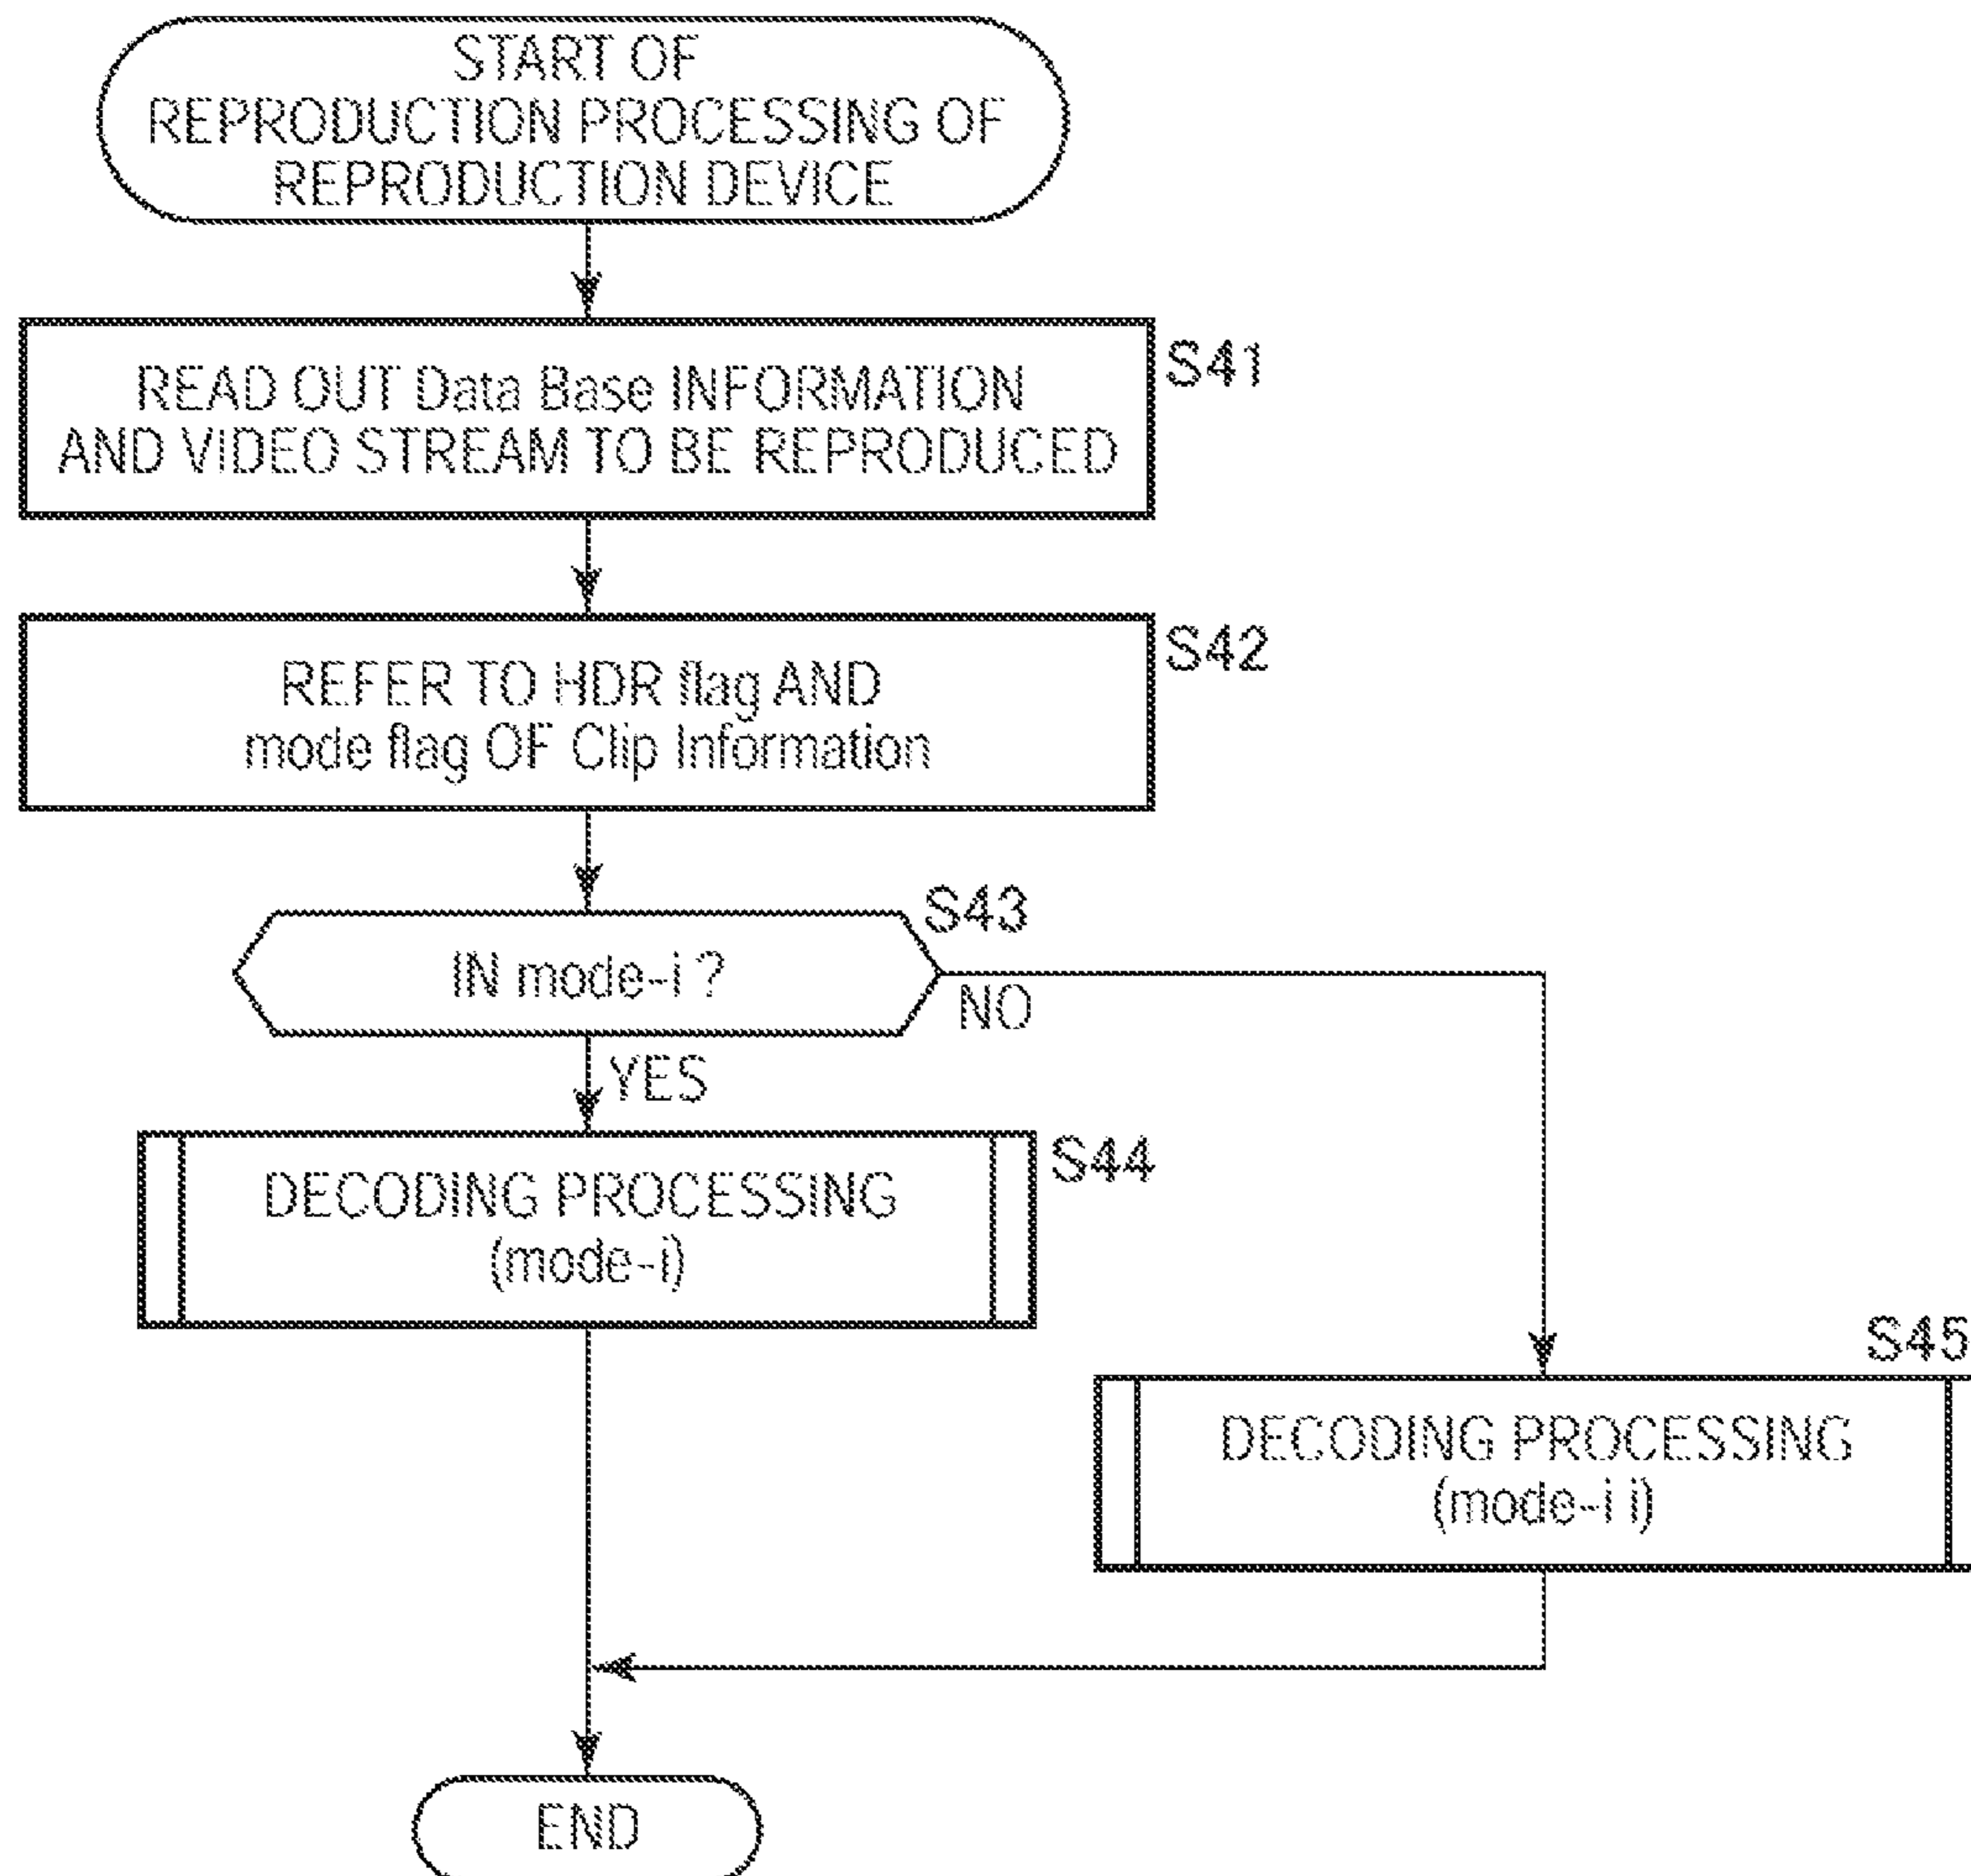 START OF
REPRODUCTION PROCESSING OF
REPRODUCTION DEVICE
S41
READ OUT Data Base INFORMATION
AND VIDEO STREAM TO BE REPRODUCED
S42
REFER TO HDR flag AND
mode flag OF Clip Information
S43
IN mode-i ?
NO
YES
S44
DECODING PROCESSING
(mode-i)
S45
DECODING PROCESSING
(mode-i i)
END